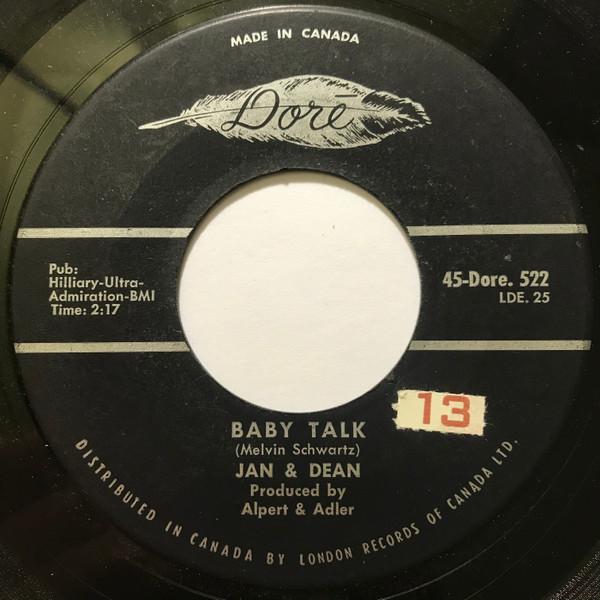 MADE IN CANADA
Doré
Pub:
Hilliary-Ultra-
Admiration-BMI
Time: 2:17
45-Dore. 522
LDE. 25
13
BABY TALK
(Melvin Schwartz)
JAN & DEAN
Produced by
Alpert & Adler
DISTRIBUTED IN CANADA BY LONDON RECORDS OF CANADA LTD.